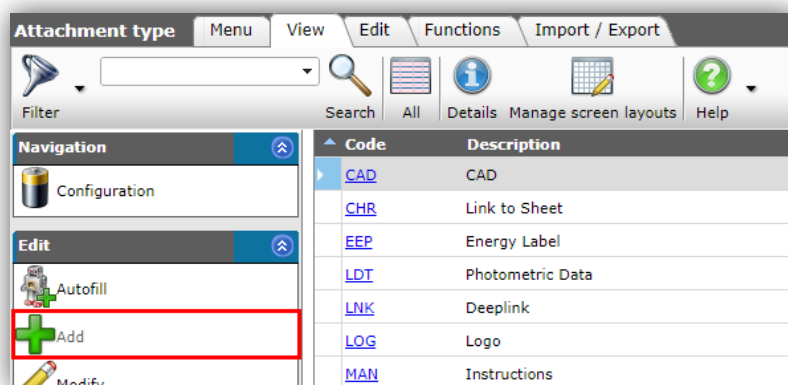 Attachment type Menu View Edit Functions Import / Export
Filter Search All Details Manage screen layouts Help
Navigation
Configuration
Edit
Autofill
Add
Modify
Code Description
CAD CAD
CHR Link to Sheet
EEP Energy Label
LDT Photometric Data
LNK Deeplink
LOG Logo
MAN Instructions